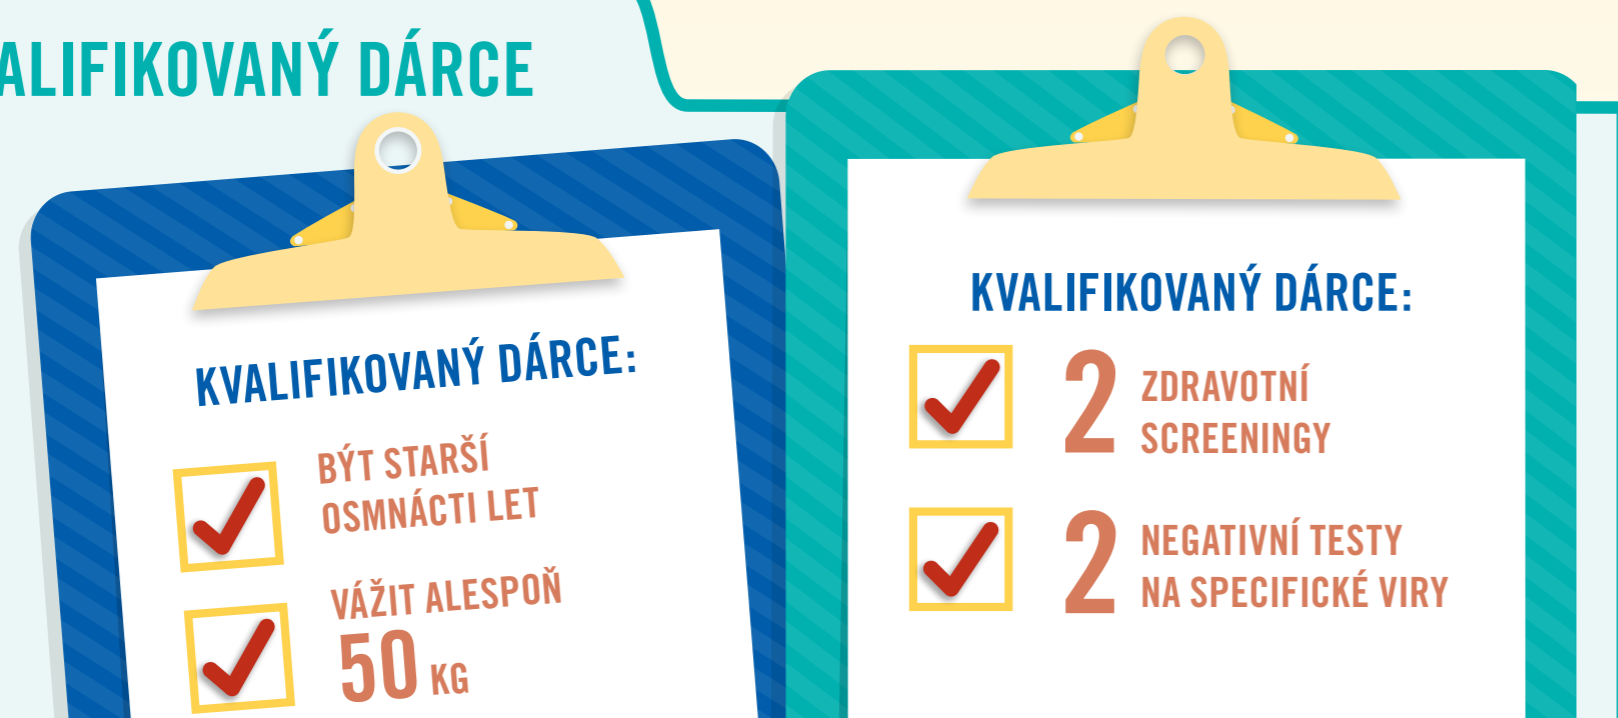 ALIFIKOVANÝ DÁRCE
KVALIFIKOVANÝ DÁRCE:
BÝT STARŠÍ
OSMNÁCTI LET
VÁŽIT ALESPOŇ
50 KG
KVALIFIKOVANÝ DÁRCE:
2 ZDRAVOTNÍ
SCREENINGY
2 NEGATIVNÍ TESTY
NA SPECIFICKÉ VIRY